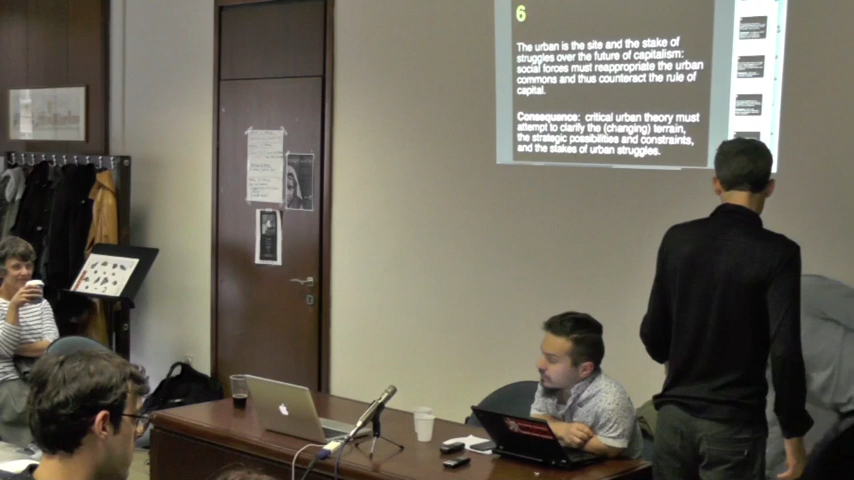 6
The urban is the site and the stake of
struggles over the future of capitalism:
social forces must reappropriate the urban
commons and thus counteract the rule of
capital.
Consequence: critical urban theory must
attempt to clarify the (changing) terrain,
the strategic possibilities and constraints,
and the stakes of urban struggles.